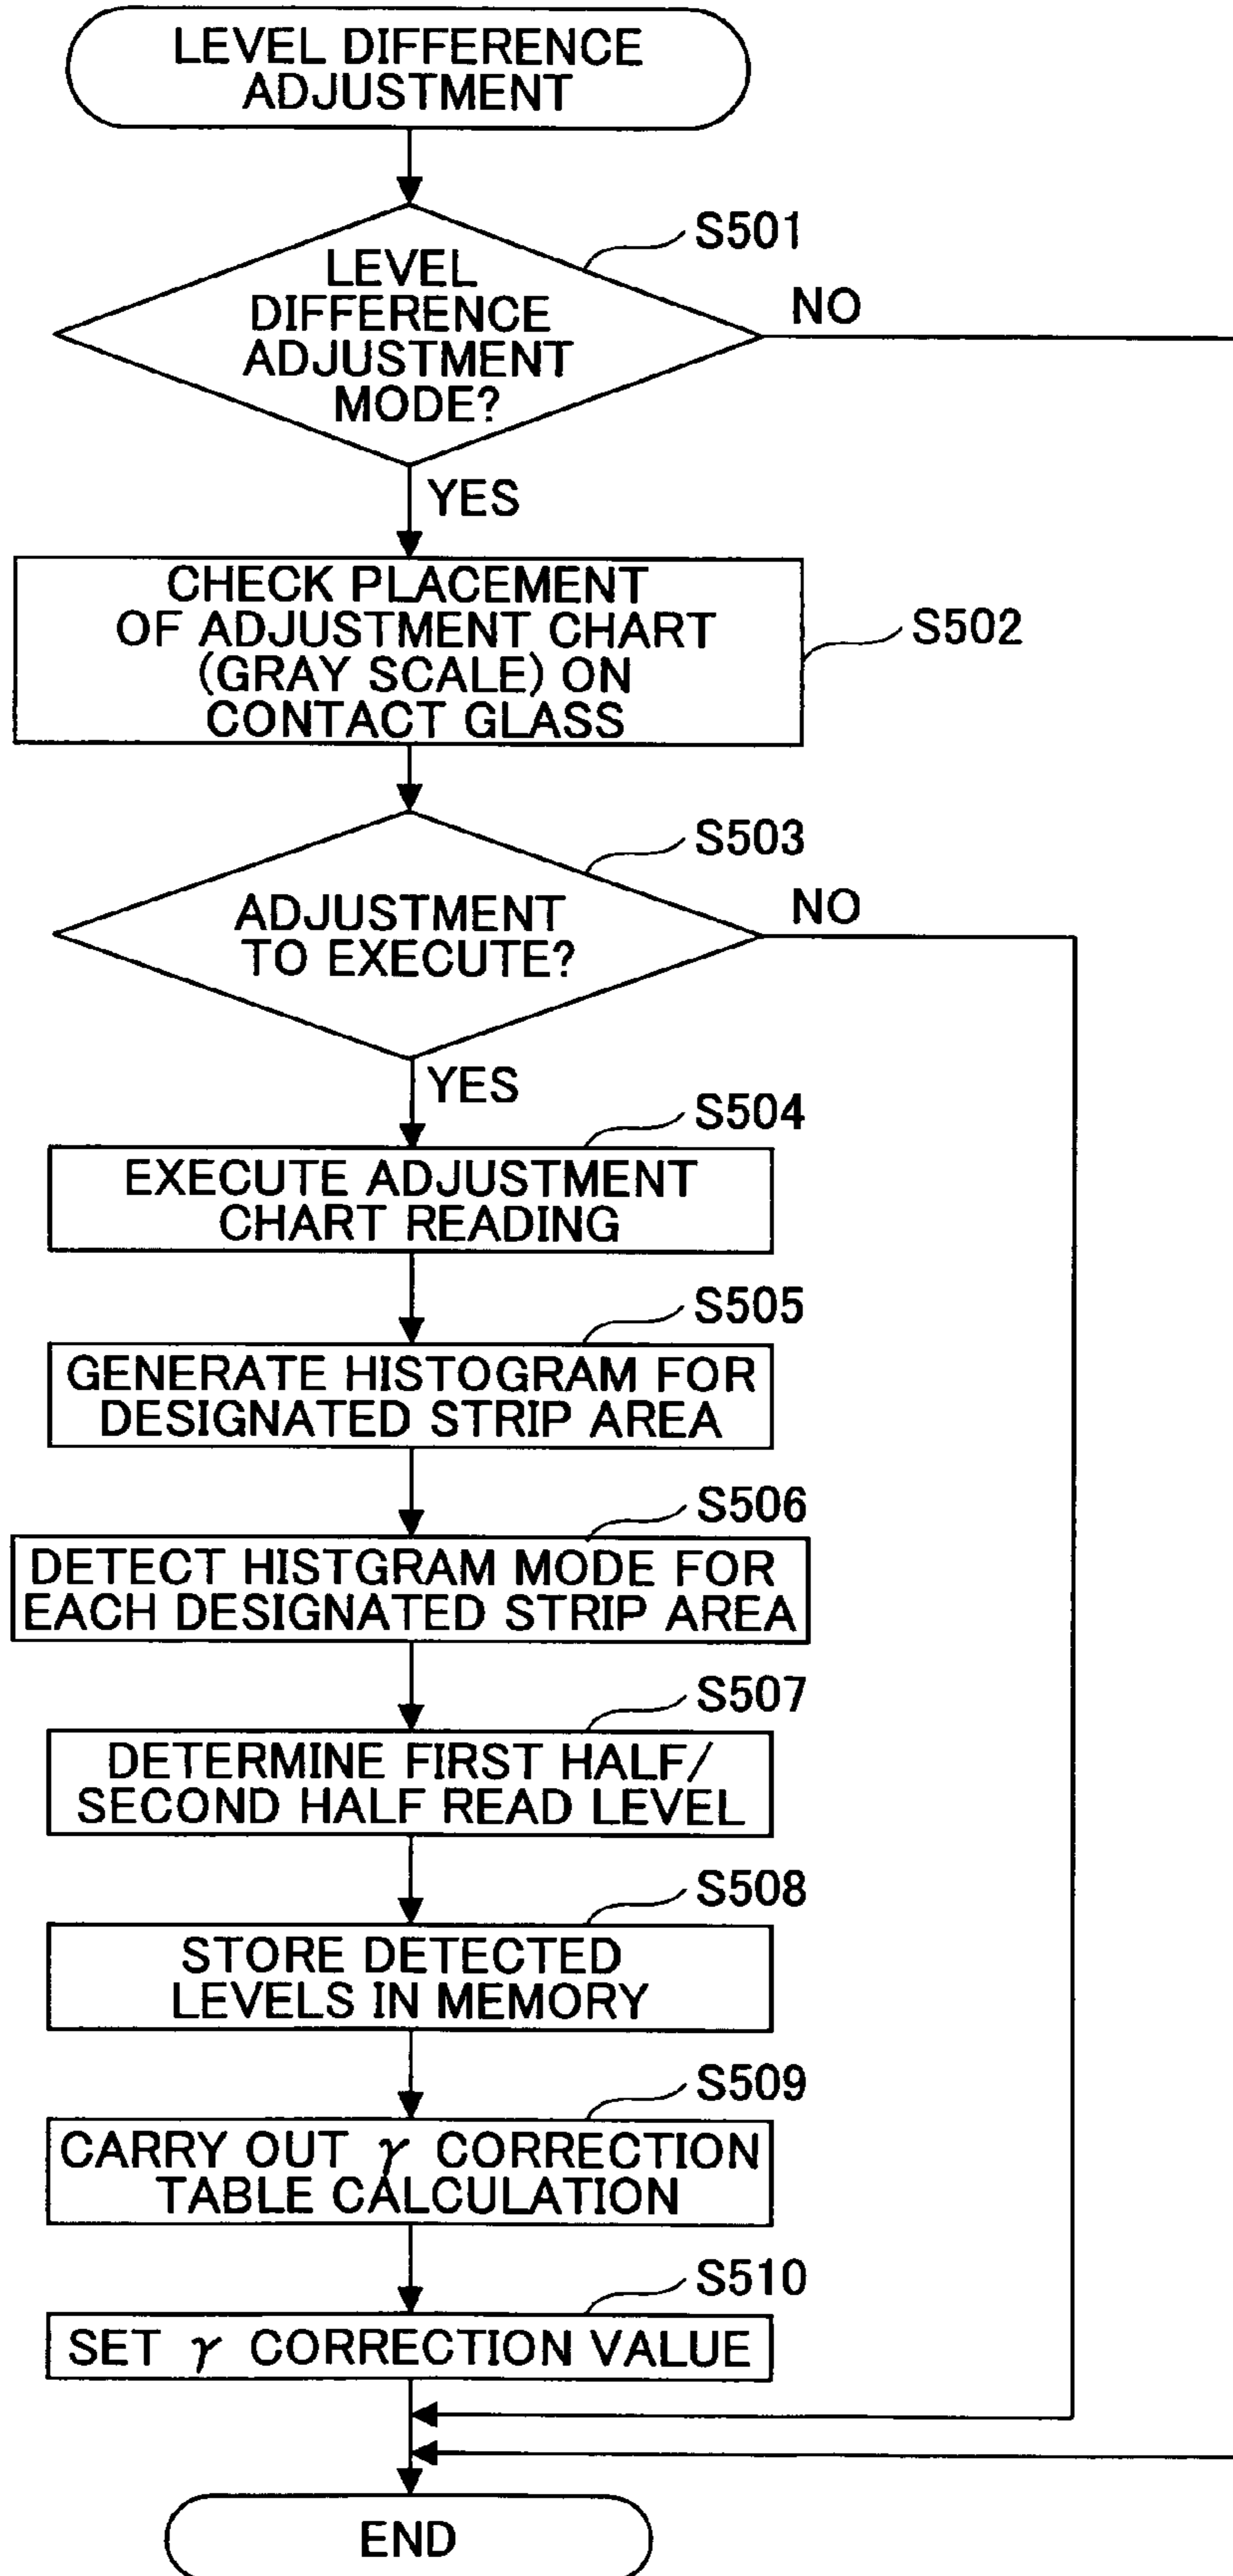 LEVEL DIFFERENCE
ADJUSTMENT
S501
LEVEL
DIFFERENCE
ADJUSTMENT
MODE?
NO
YES
CHECK PLACEMENT
OF ADJUSTMENT CHART
(GRAY SCALE) ON
CONTACT GLASS
S502
S503
ADJUSTMENT
TO EXECUTE?
NO
YES
S504
EXECUTE ADJUSTMENT
CHART READING
S505
GENERATE HISTOGRAM FOR
DESIGNATED STRIP AREA
S506
DETECT HISTGRAM MODE FOR
EACH DESIGNATED STRIP AREA
S507
DETERMINE FIRST HALF/
SECOND HALF READ LEVEL
S508
STORE DETECTED
LEVELS IN MEMORY
S509
CARRY OUT γ CORRECTION
TABLE CALCULATION
S510
SET γ CORRECTION VALUE
END